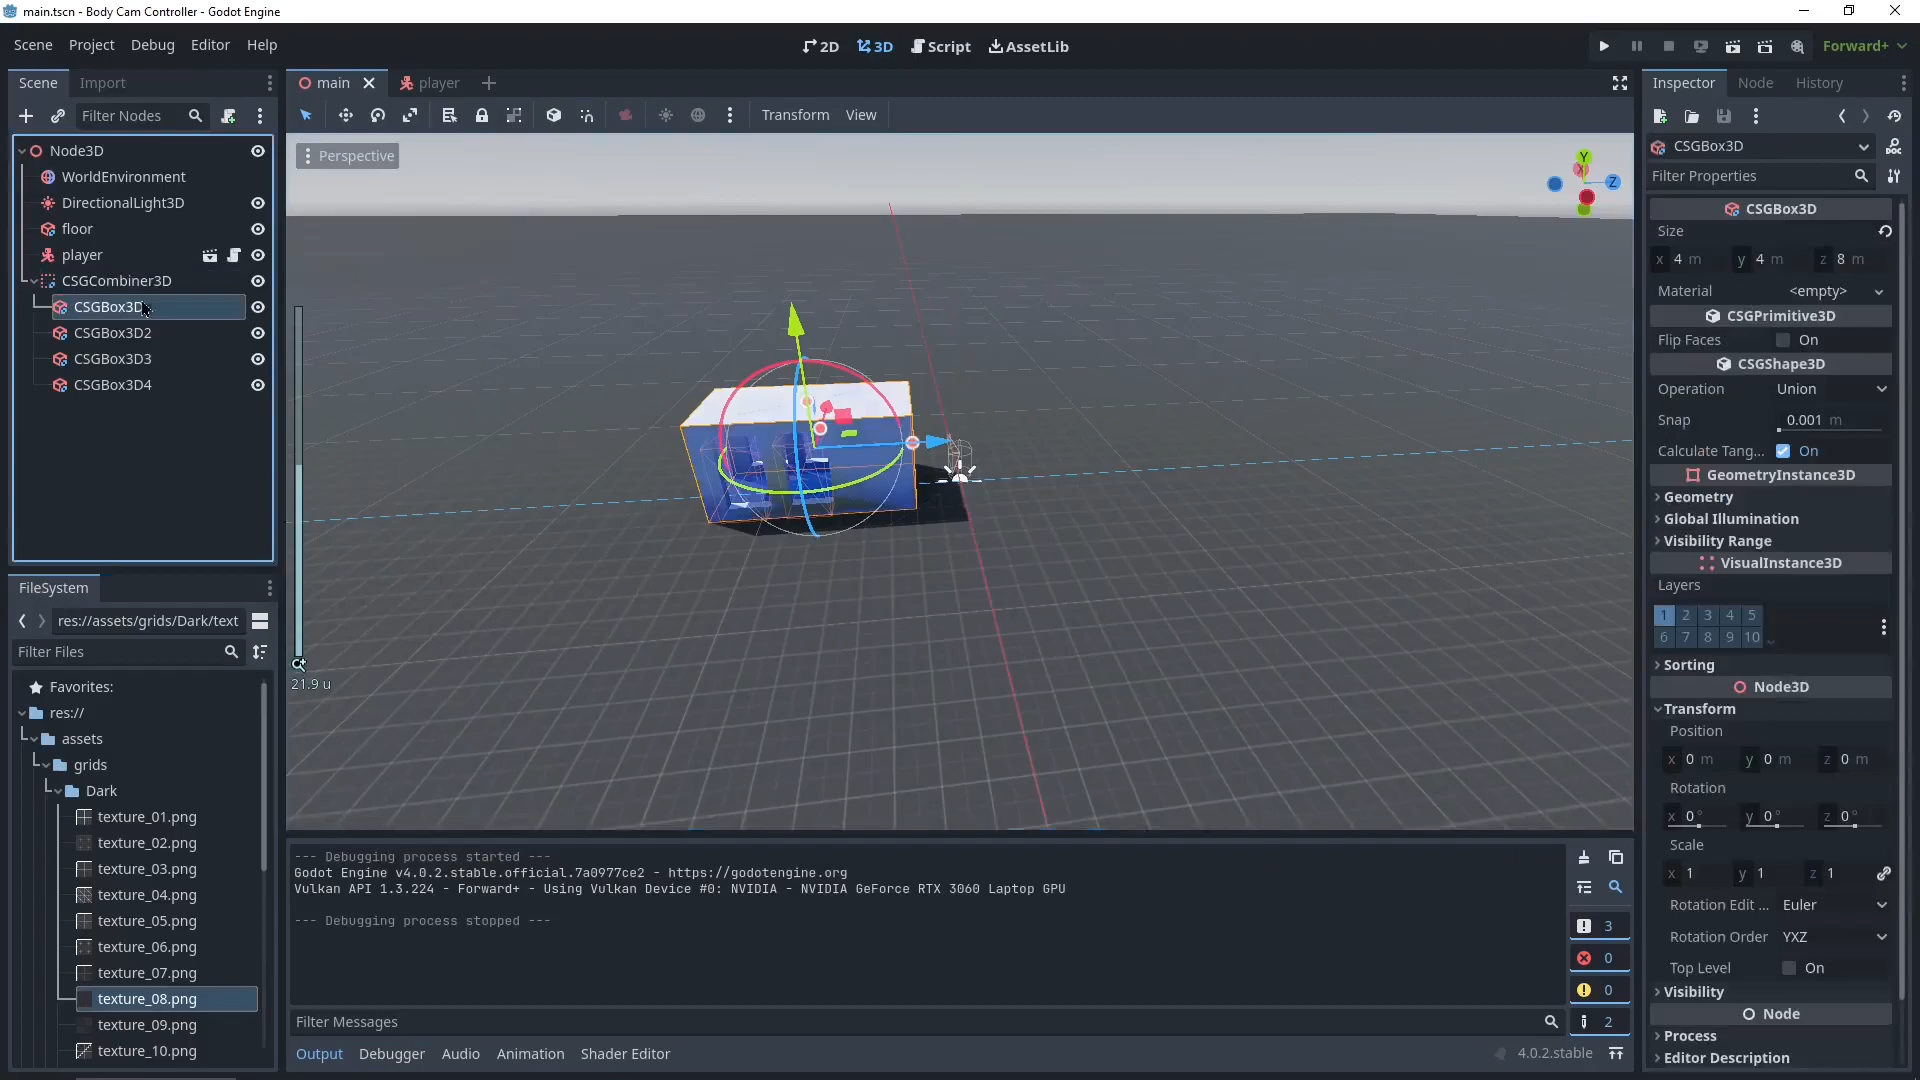 main.tscn - Body Cam Controller - Godot Engine
Scene Project Debug Editor Help
2D 3D Script AssetLib
Forward+
Scene Import
Filter Nodes
Node3D
WorldEnvironment
DirectionalLight3D
floor
player
CSGCombiner3D
CSGBox3D
CSGBox3D2
CSGBox3D3
CSGBox3D4
FileSystem
res://assets/grids/Dark/text
Filter Files
Favorites:
res://
assets
grids
Dark
texture_01.png
texture_02.png
texture_03.png
texture_04.png
texture_05.png
texture_06.png
texture_07.png
texture_08.png
texture_09.png
texture_10.png
main player
Transform View
Perspective
Y
X
Z
21.9 u
--- Debugging process started ---
Godot Engine v4.0.2.stable.official.7a0977ce2 - https://godotengine.org
Vulkan API 1.3.224 - Forward+ - Using Vulkan Device #0: NVIDIA - NVIDIA GeForce RTX 3060 Laptop GPU
--- Debugging process stopped ---
3
0
0
2
Filter Messages
Output Debugger Audio Animation Shader Editor
4.0.2.stable
Inspector Node History
CSGBox3D
Filter Properties
CSGBox3D
Size
x 4 m y 4 m z 8 m
Material <empty>
CSGPrimitive3D
Flip Faces On
CSGShape3D
Operation Union
Snap 0.001 m
Calculate Tang... On
GeometryInstance3D
Geometry
Global Illumination
Visibility Range
VisualInstance3D
Layers
1 2 3 4 5
6 7 8 9 10
Sorting
Node3D
Transform
Position
x 0 m y 0 m z 0 m
Rotation
x 0° y 0° z 0°
Scale
x 1 y 1 z 1
Rotation Edit ... Euler
Rotation Order YXZ
Top Level On
Visibility
Node
Process
Editor Description